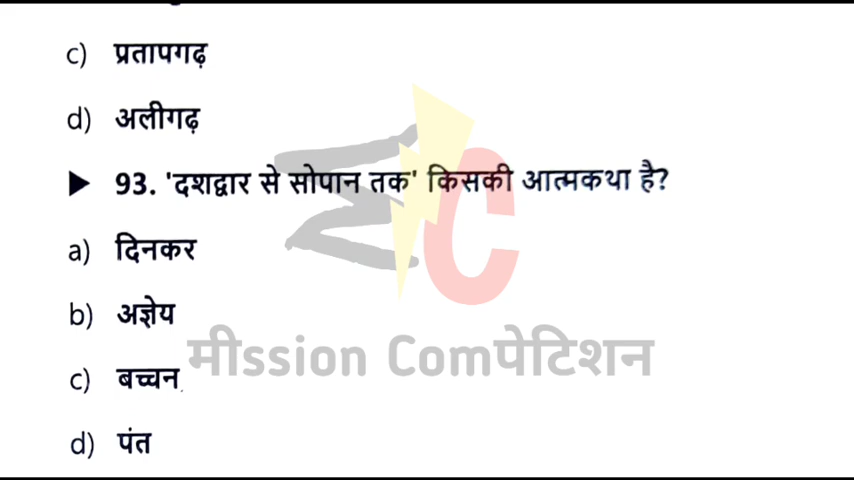 c) प्रतापगढ़
d) अलीगढ़
▶ 93. 'दशद्वार से सोपान तक' किसकी आत्मकथा है?
a) दिनकर
b) अज्ञेय
मीssion Comपेटिशन
c) बच्चन
d) पंत